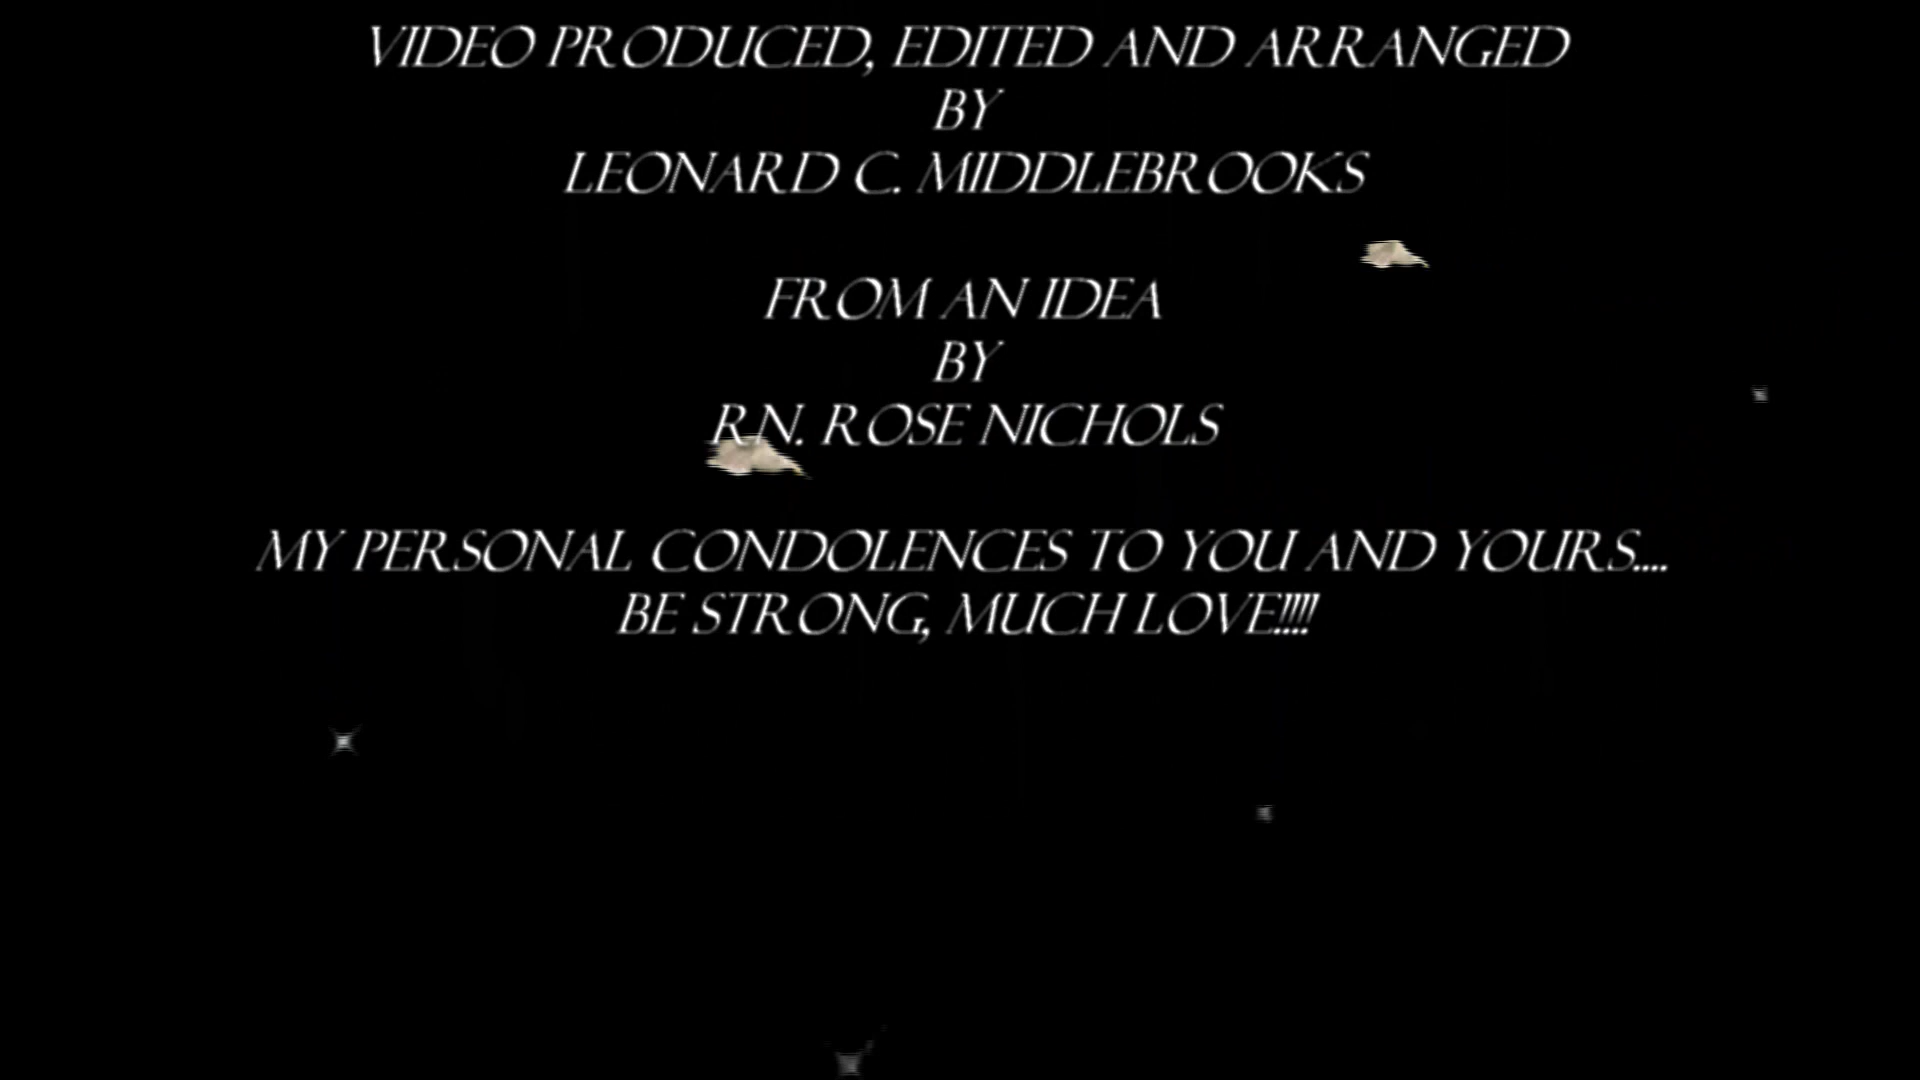 VIDEO PRODUCED, EDITED AND ARRANGED
BY
LEONARD C. MIDDLEBROOKS
FROM AN IDEA
BY
RN. ROSE NICHOLS
MY PERSONAL CONDOLENCES TO YOU AND YOURS....
BE STRONG, MUCH LOVE!!!!